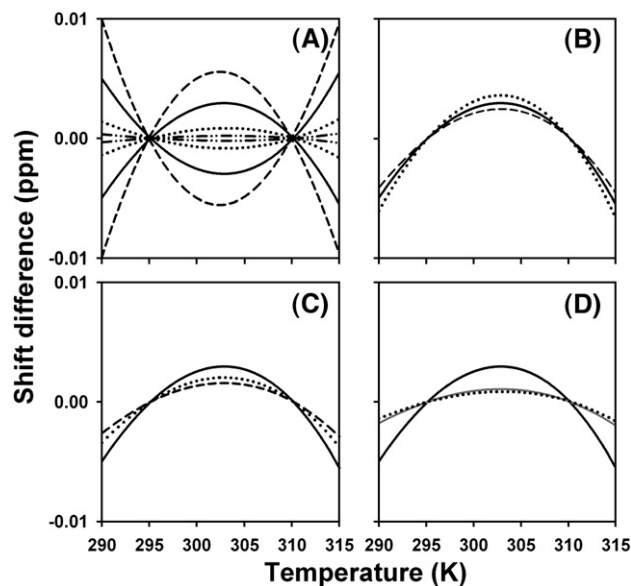 0.01
(A)
(B)
0.00
-0.01
Shift difference (ppm)
0.01
(C)
(D)
0.00
-0.01
290 295 300 305 310 315 290 295 300 305 310 315
Temperature (K)